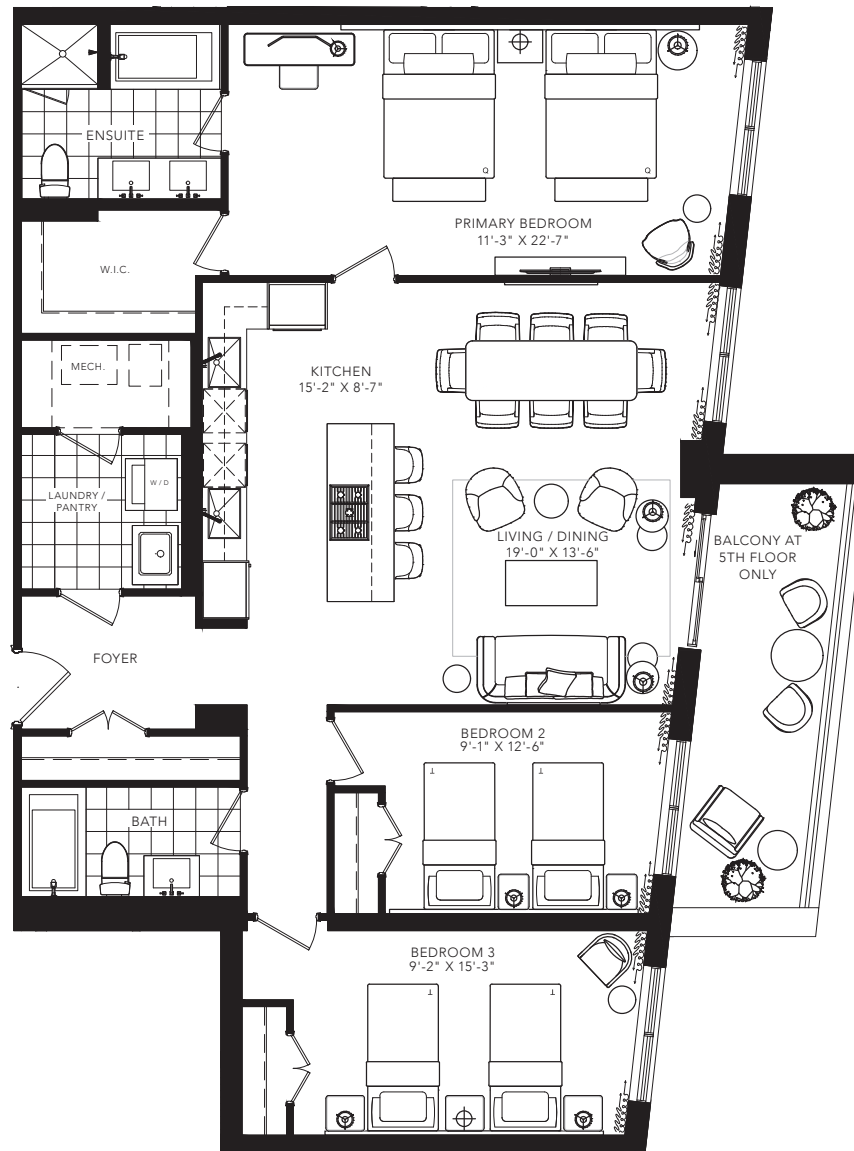 ENSUITE
PRIMARY BEDROOM
11'-3" X 22'-7"
Q
Q
W.I.C.
MECH.
KITCHEN
15'-2" X 8'-7"
LAUNDRY /
PANTRY
W/D
LIVING / DINING
19'-0" X 13'-6"
BALCONY AT
5TH FLOOR
ONLY
FOYER
BEDROOM 2
9'-1" X 12'-6"
T
T
BATH
BEDROOM 3
9'-2" X 15'-3"
T
T